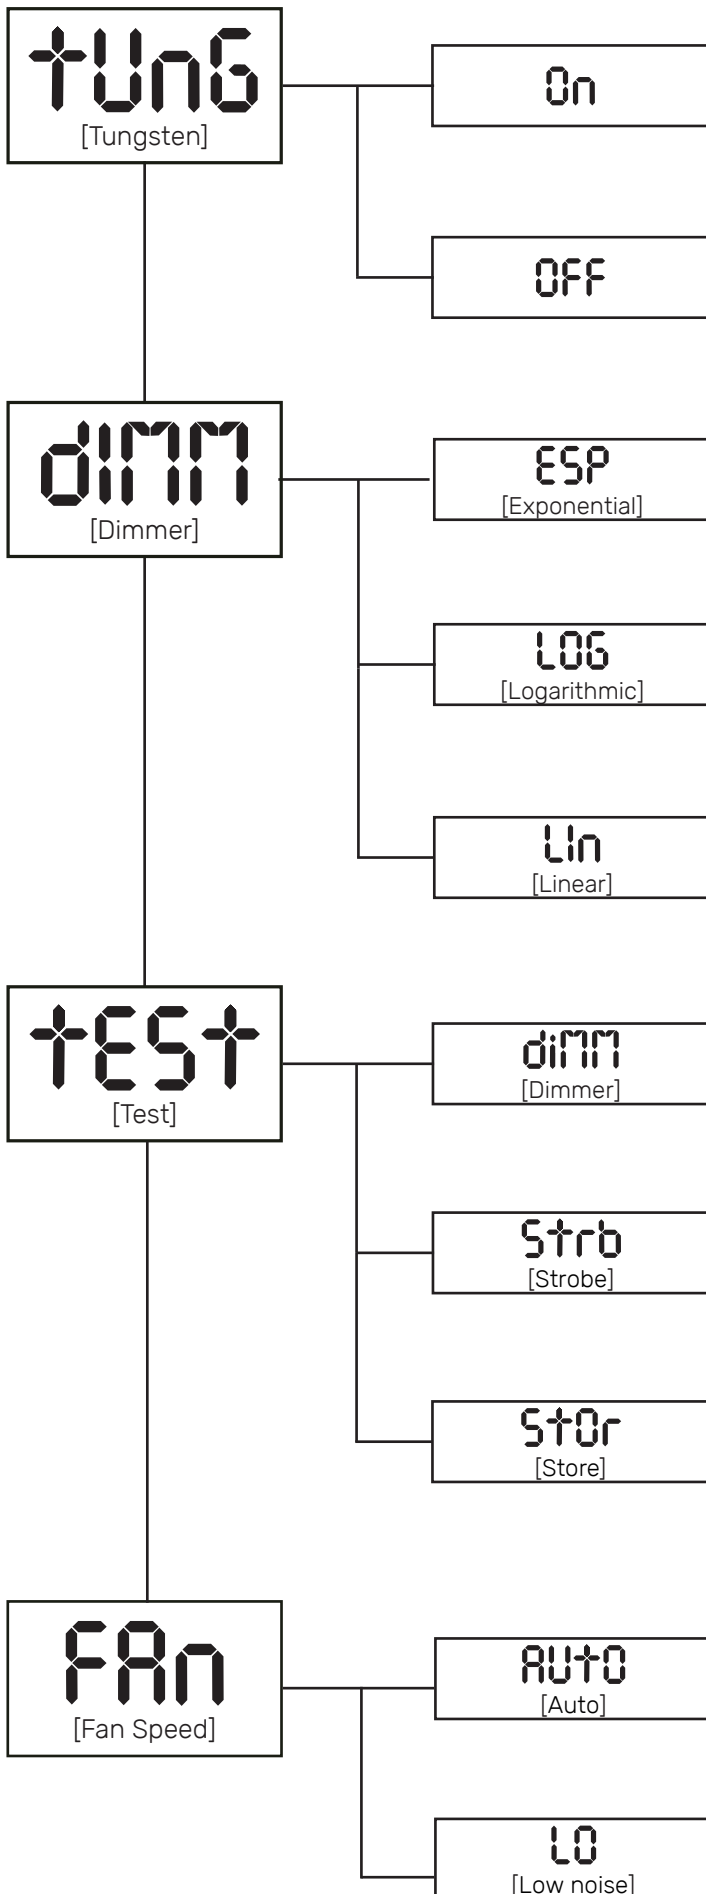 tUnG
[Tungsten]
On
OFF
dIMM
[Dimmer]
ESP
[Exponential]
LOG
[Logarithmic]
LIn
[Linear]
tESt
[Test]
diMM
[Dimmer]
Strb
[Strobe]
StOr
[Store]
FAn
[Fan Speed]
AUtO
[Auto]
LO
[Low noise]